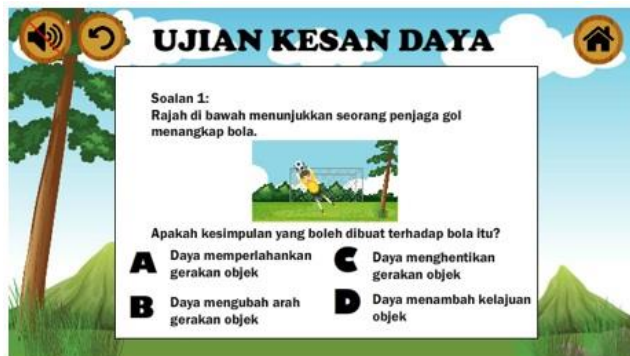 UJIAN KESAN DAYA
Soalan 1:
Rajah di bawah menunjukkan seorang penjaga gol
menangkap bola.
Apakah kesimpulan yang boleh dibuat terhadap bola itu?
A Daya memperlahankan
gerakan objek
B Daya mengubah arah
gerakan objek
C Daya menghentikan
gerakan objek
D Daya menambah kelajuan
objek